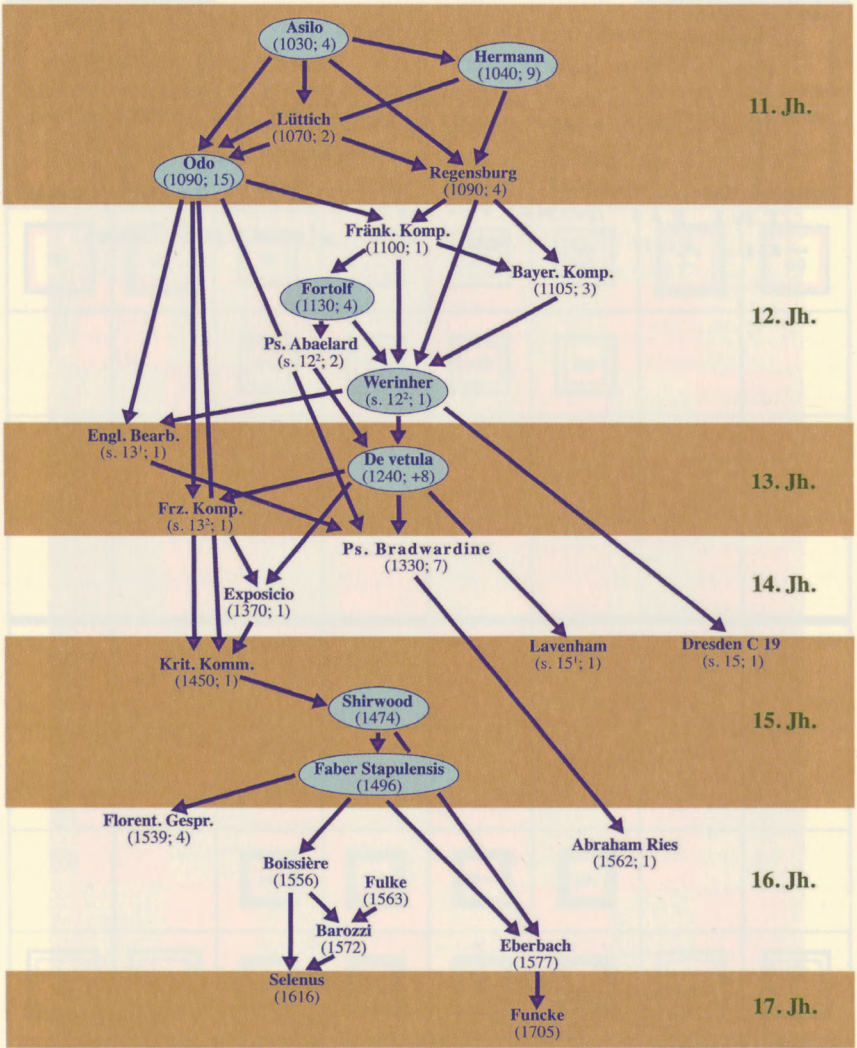 Asilo
(1030; 4)
Hermann
(1040; 9)
11. Jh.
Lüttich
(1070; 2)
Odo
(1090; 15)
Regensburg
(1090; 4)
Fränk. Komp.
(1100; 1)
Bayer. Komp.
(1105; 3)
Fortolf
(1130; 4)
12. Jh.
Ps. Abaelard
(s. 12²; 2)
Werinher
(s. 12²; 1)
Engl. Bearb.
(s. 13¹; 1)
De vetula
(1240; +8)
13. Jh.
Frz. Komp.
(s. 13²; 1)
Ps. Bradwardine
(1330; 7)
14. Jh.
Exposicio
(1370; 1)
Lavenham
(s. 15¹; 1)
Dresden C 19
(s. 15; 1)
Krit. Komm.
(1450; 1)
Shirwood
(1474)
15. Jh.
Faber Stapulensis
(1496)
Florent. Gespr.
(1539; 4)
Abraham Ries
(1562; 1)
Boissière
(1556)
Fulke
(1563)
16. Jh.
Barozzi
(1572)
Eberbach
(1577)
Selenus
(1616)
17. Jh.
Funcke
(1705)